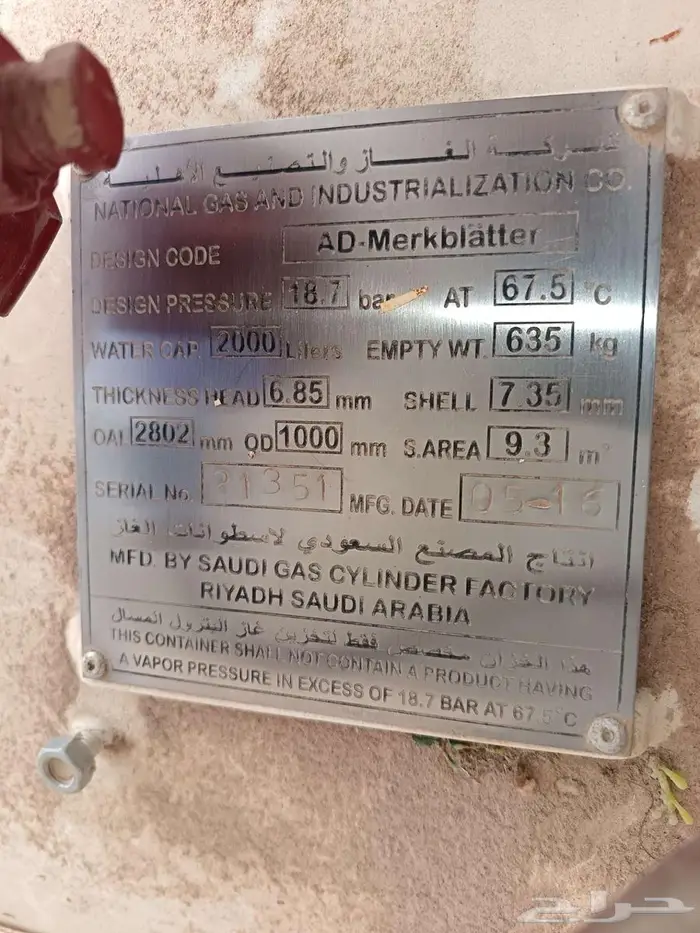 شركة الغاز والتصنيع الأهلية
NATIONAL GAS AND INDUSTRIALIZATION CO.
DESIGN CODE AD-Merkblätter
DESIGN PRESSURE 18.7 bar AT 67.5 °C
WATER CAP. 2000 Liters EMPTY WT. 635 kg
THICKNESS HEAD 6.85 mm SHELL 7.35 mm
OAL 2802 mm OD 1000 mm S.AREA 9.3 m²
SERIAL No. 1351 MFG. DATE 05-16
انتاج المصنع السعودي لاسطوانات الغاز
MFD. BY SAUDI GAS CYLINDER FACTORY
RIYADH SAUDI ARABIA
هذا الخزان مخصص فقط لتخزين غاز البترول المسال
THIS CONTAINER SHALL NOT CONTAIN A PRODUCT HAVING
A VAPOR PRESSURE IN EXCESS OF 18.7 BAR AT 67.5°C
حراج